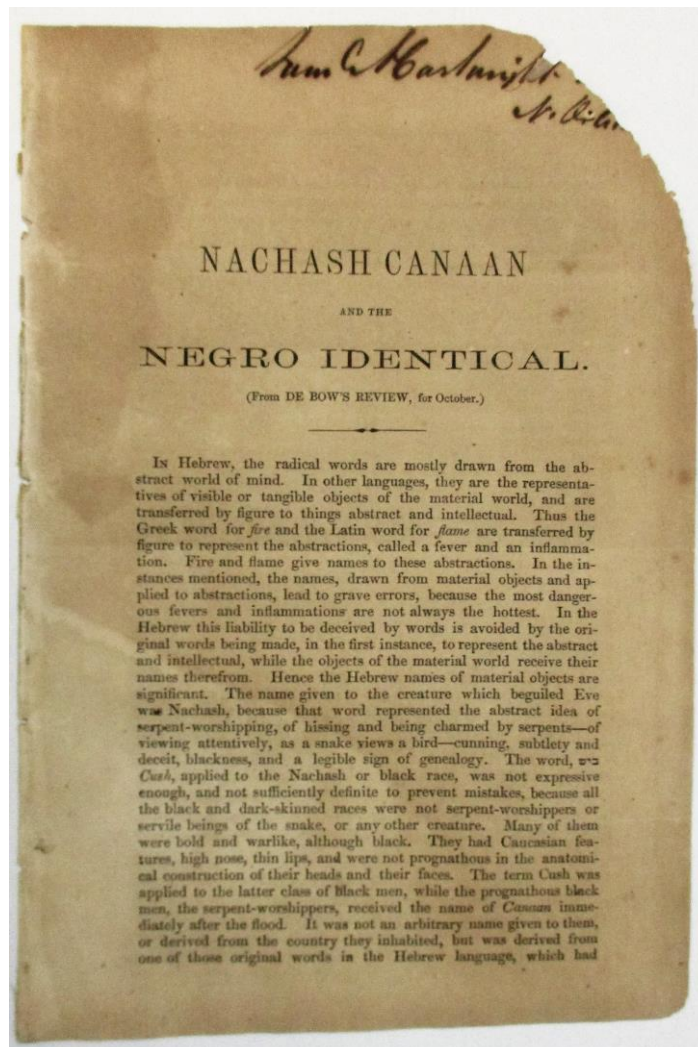 Cartwright
N.
NACHASH CANAAN
AND THE
NEGRO IDENTICAL.
(From DE BOW'S REVIEW, for October.)
In Hebrew, the radical words are mostly drawn from the ab-
stract world of mind. In other languages, they are the representa-
tives of visible or tangible objects of the material world, and are
transferred by figure to things abstract and intellectual. Thus the
Greek word for fire and the Latin word for flame are transferred by
figure to represent the abstractions, called a fever and an inflamma-
tion. Fire and flame give names to these abstractions. In the in-
stances mentioned, the names, drawn from material objects and ap-
plied to abstractions, lead to grave errors, because the most danger-
ous fevers and inflammations are not always the hottest. In the
Hebrew this liability to be deceived by words is avoided by the ori-
ginal words being made, in the first instance, to represent the abstract
and intellectual, while the objects of the material world receive their
names therefrom. Hence the Hebrew names of material objects are
significant. The name given to the creature which beguiled Eve
was Nachash, because that word represented the abstract idea of
serpent-worshipping, of hissing and being charmed by serpents—of
viewing attentively, as a snake views a bird—cunning, subtlety and
deceit, blackness, and a legible sign of genealogy. The word,
Cush, applied to the Nachash or black race, was not expressive
enough, and not sufficiently definite to prevent mistakes, because all
the black and dark-skinned races were not serpent-worshippers or
servile beings of the snake, or any other creature. Many of them
were bold and warlike, although black. They had Caucasian fea-
tures, high nose, thin lips, and were not prognathous in the anatomi-
cal construction of their heads and their faces. The term Cush was
applied to the latter class of black men, while the prognathous black
men, the serpent-worshippers, received the name of Canaan imme-
diately after the flood. It was not an arbitrary name given to them,
or derived from the country they inhabited, but was derived from
one of those original words in the Hebrew language, which had